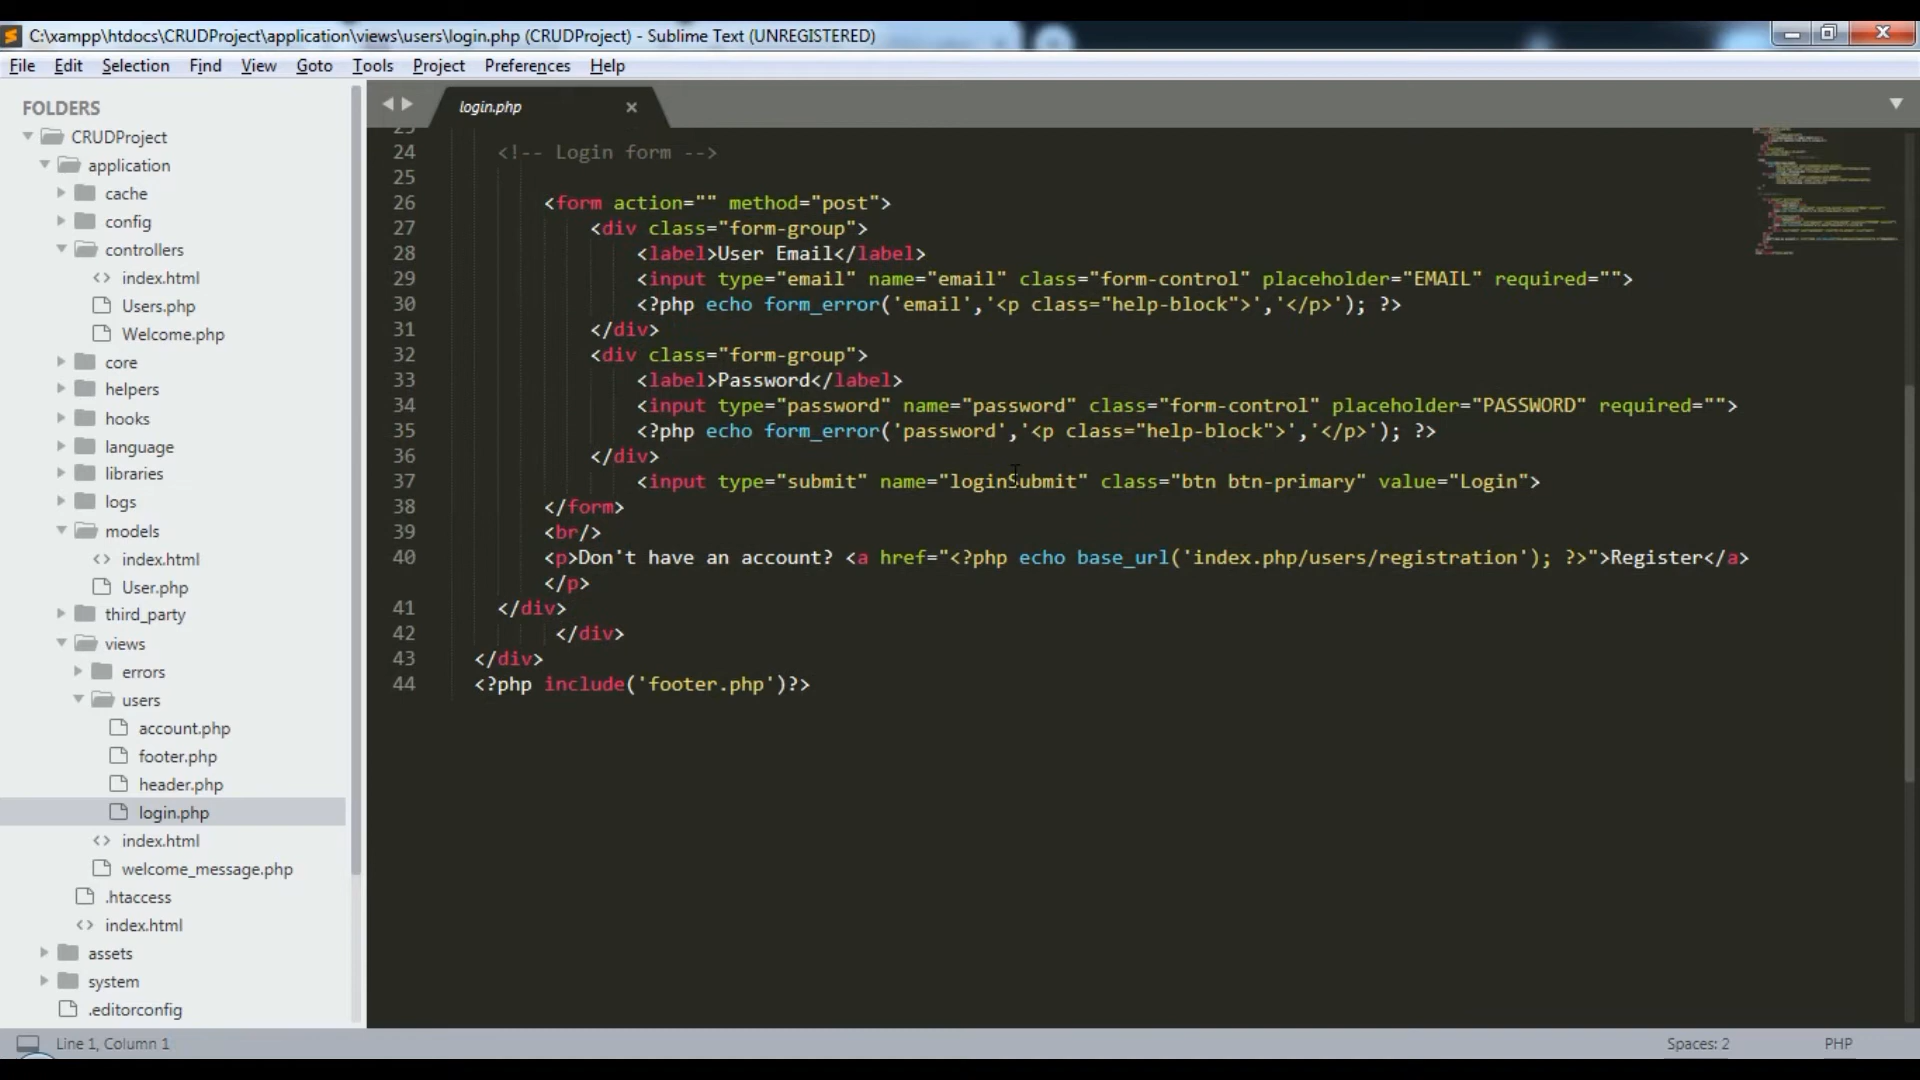 C:\xampp\htdocs\CRUDProject\application\views\users\login.php (CRUDProject) - Sublime Text (UNREGISTERED)
File Edit Selection Find View Goto Tools Project Preferences Help
FOLDERS
CRUDProject
application
cache
config
controllers
index.html
Users.php
Welcome.php
core
helpers
hooks
language
libraries
logs
models
index.html
User.php
third_party
views
errors
users
account.php
footer.php
header.php
login.php
index.html
welcome_message.php
.htaccess
index.html
assets
system
.editorconfig
login.php
24 <!-- Login form -->
25
26 <form action="" method="post">
27 <div class="form-group">
28 <label>User Email</label>
29 <input type="email" name="email" class="form-control" placeholder="EMAIL" required="">
30 <?php echo form_error('email','<p class="help-block">','</p>'); ?>
31 </div>
32 <div class="form-group">
33 <label>Password</label>
34 <input type="password" name="password" class="form-control" placeholder="PASSWORD" required="">
35 <?php echo form_error('password','<p class="help-block">','</p>'); ?>
36 </div>
37 <input type="submit" name="loginSubmit" class="btn btn-primary" value="Login">
38 </form>
39 <br/>
40 <p>Don't have an account? <a href="<?php echo base_url('index.php/users/registration'); ?>">Register</a>
</p>
41 </div>
42 </div>
43 </div>
44 <?php include('footer.php')?>
Line 1, Column 1
Spaces: 2
PHP